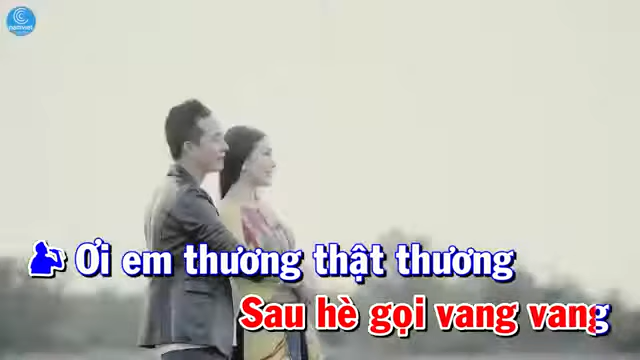 Ơi em thương thật thương
Sau hè gọi vang vang